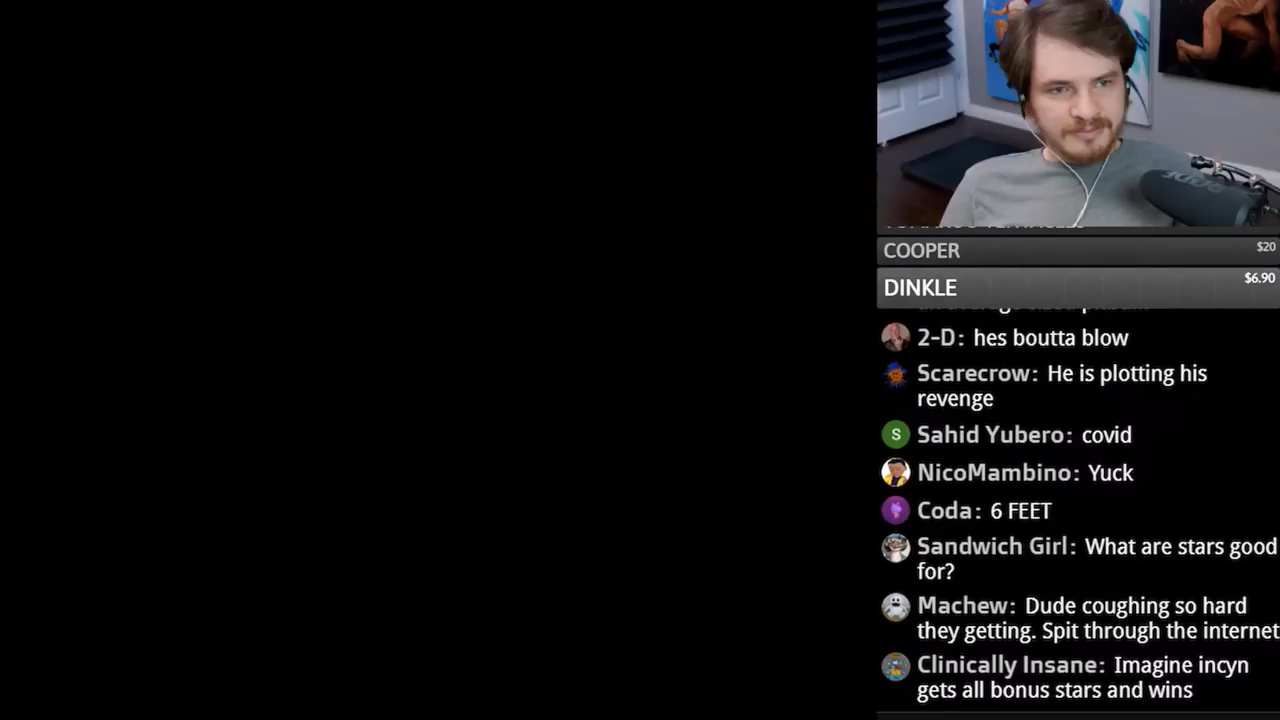 COOPER $20
DINKLE $6.90
2-D: hes boutta blow
Scarecrow: He is plotting his
revenge
S Sahid Yubero: covid
NicoMambino: Yuck
Coda: 6 FEET
Sandwich Girl: What are stars good
for?
Machew: Dude coughing so hard
they getting. Spit through the internet
Clinically Insane: Imagine incyn
gets all bonus stars and wins